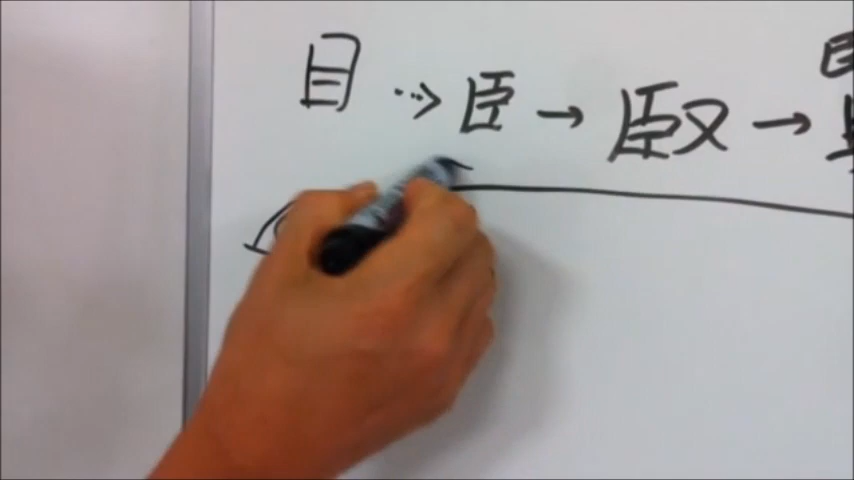 目 ⇢ 臣 → 臤 →